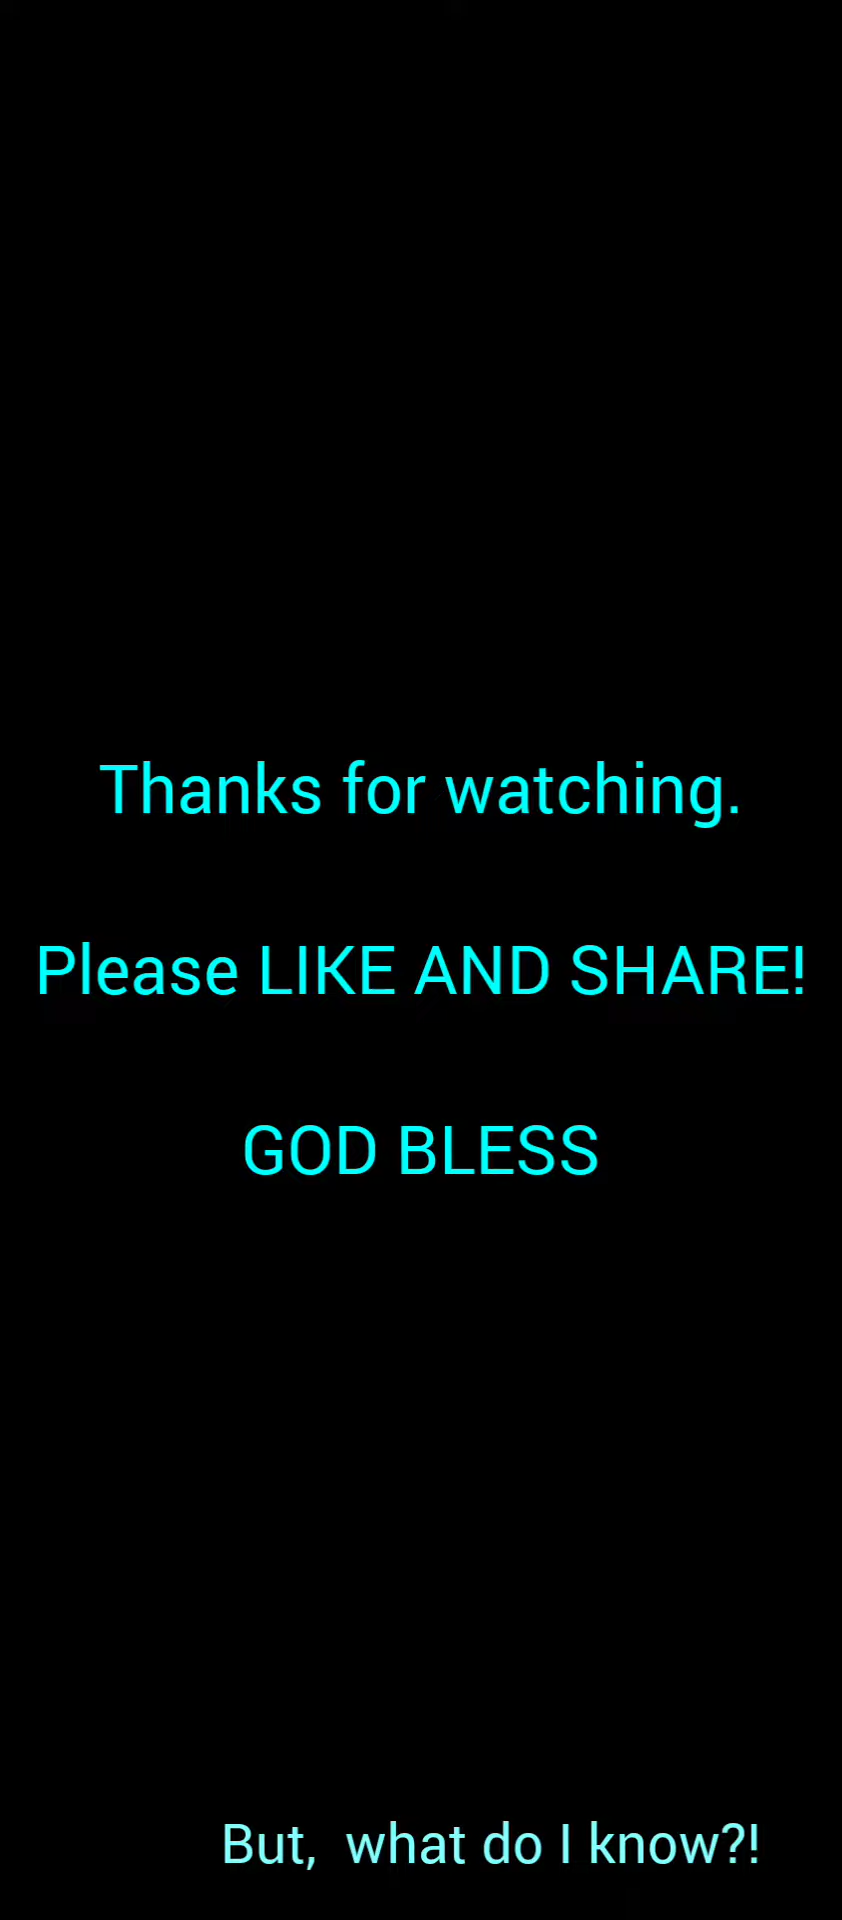 Thanks for watching.
Please LIKE AND SHARE!
GOD BLESS
But,  what do I know?!